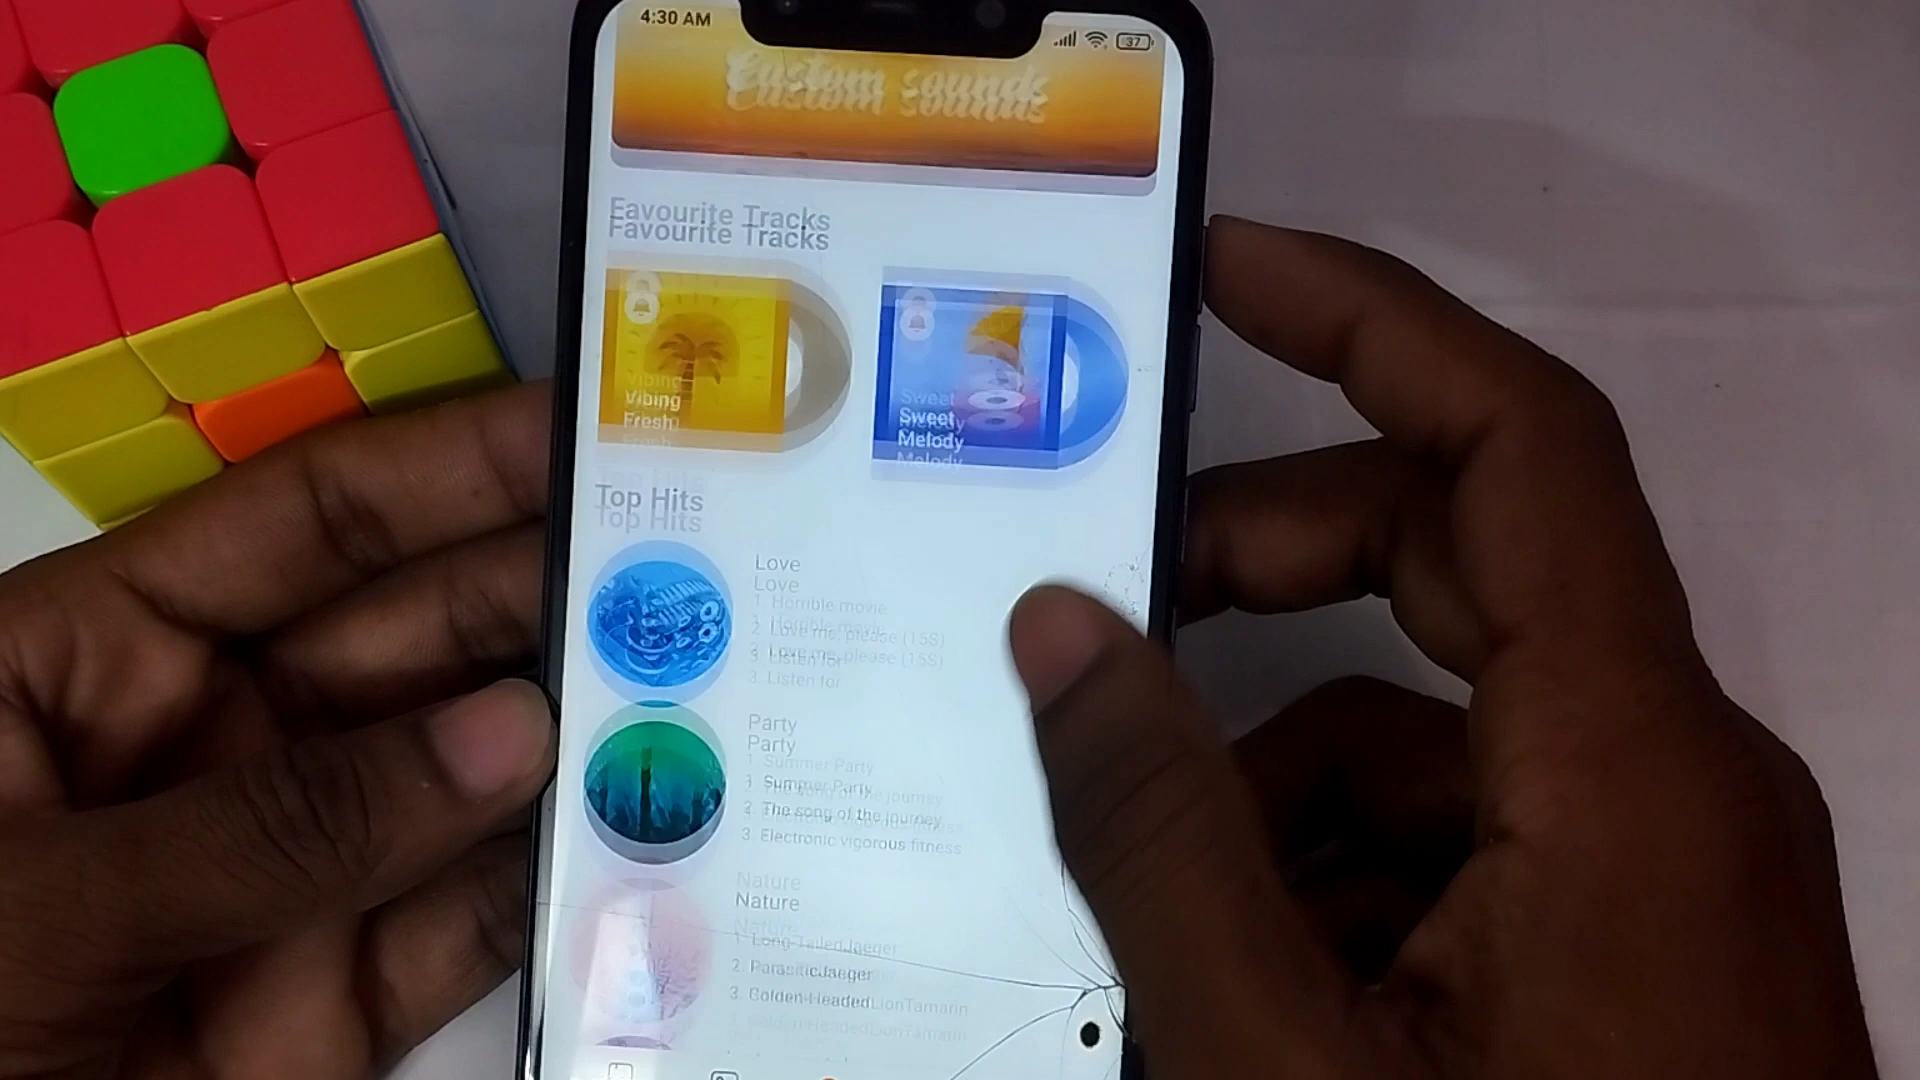 4:30 AM
37
Custom sounds
Favourite Tracks
Vibing
Fresh
Sweet
Melody
Top Hits
Love
1. Horrible movie
2. Love me, please (15S)
3. Listen for
Party
1. Summer Party
2. The song of the journey
3. Electronic vigorous fitness
Nature
1. Long-TailedJaeger
2. ParasiticJaeger
3. Golden-HeadedLionTamarin